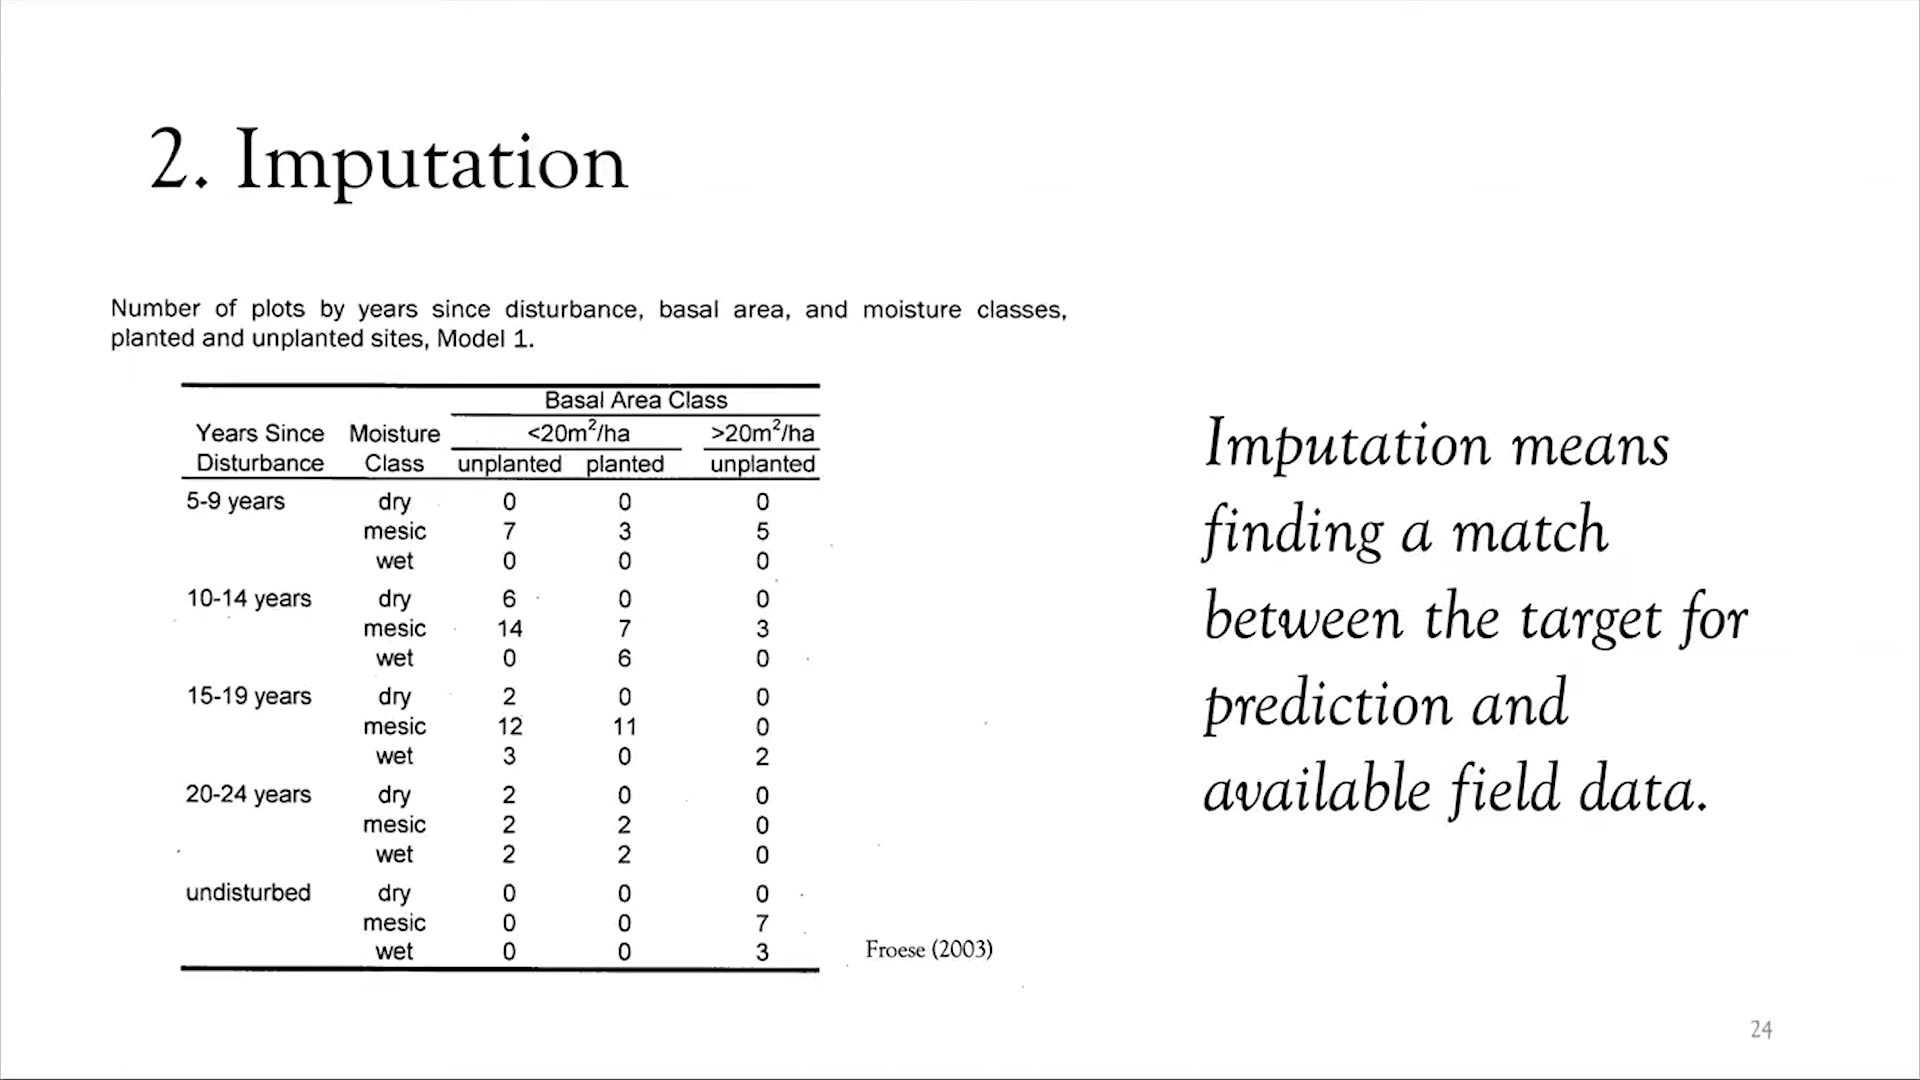 2. Imputation
Number of plots by years since disturbance, basal area, and moisture classes,
planted and unplanted sites, Model 1.
Basal Area Class
Years Since Moisture <20m²/ha >20m²/ha
Disturbance Class unplanted planted unplanted
5-9 years dry 0 0 0
mesic 7 3 5
wet 0 0 0
10-14 years dry 6 0 0
mesic 14 7 3
wet 0 6 0
15-19 years dry 2 0 0
mesic 12 11 0
wet 3 0 2
20-24 years dry 2 0 0
mesic 2 2 0
wet 2 2 0
undisturbed dry 0 0 0
mesic 0 0 7
wet 0 0 3
Froese (2003)
Imputation means
finding a match
between the target for
prediction and
available field data.
24